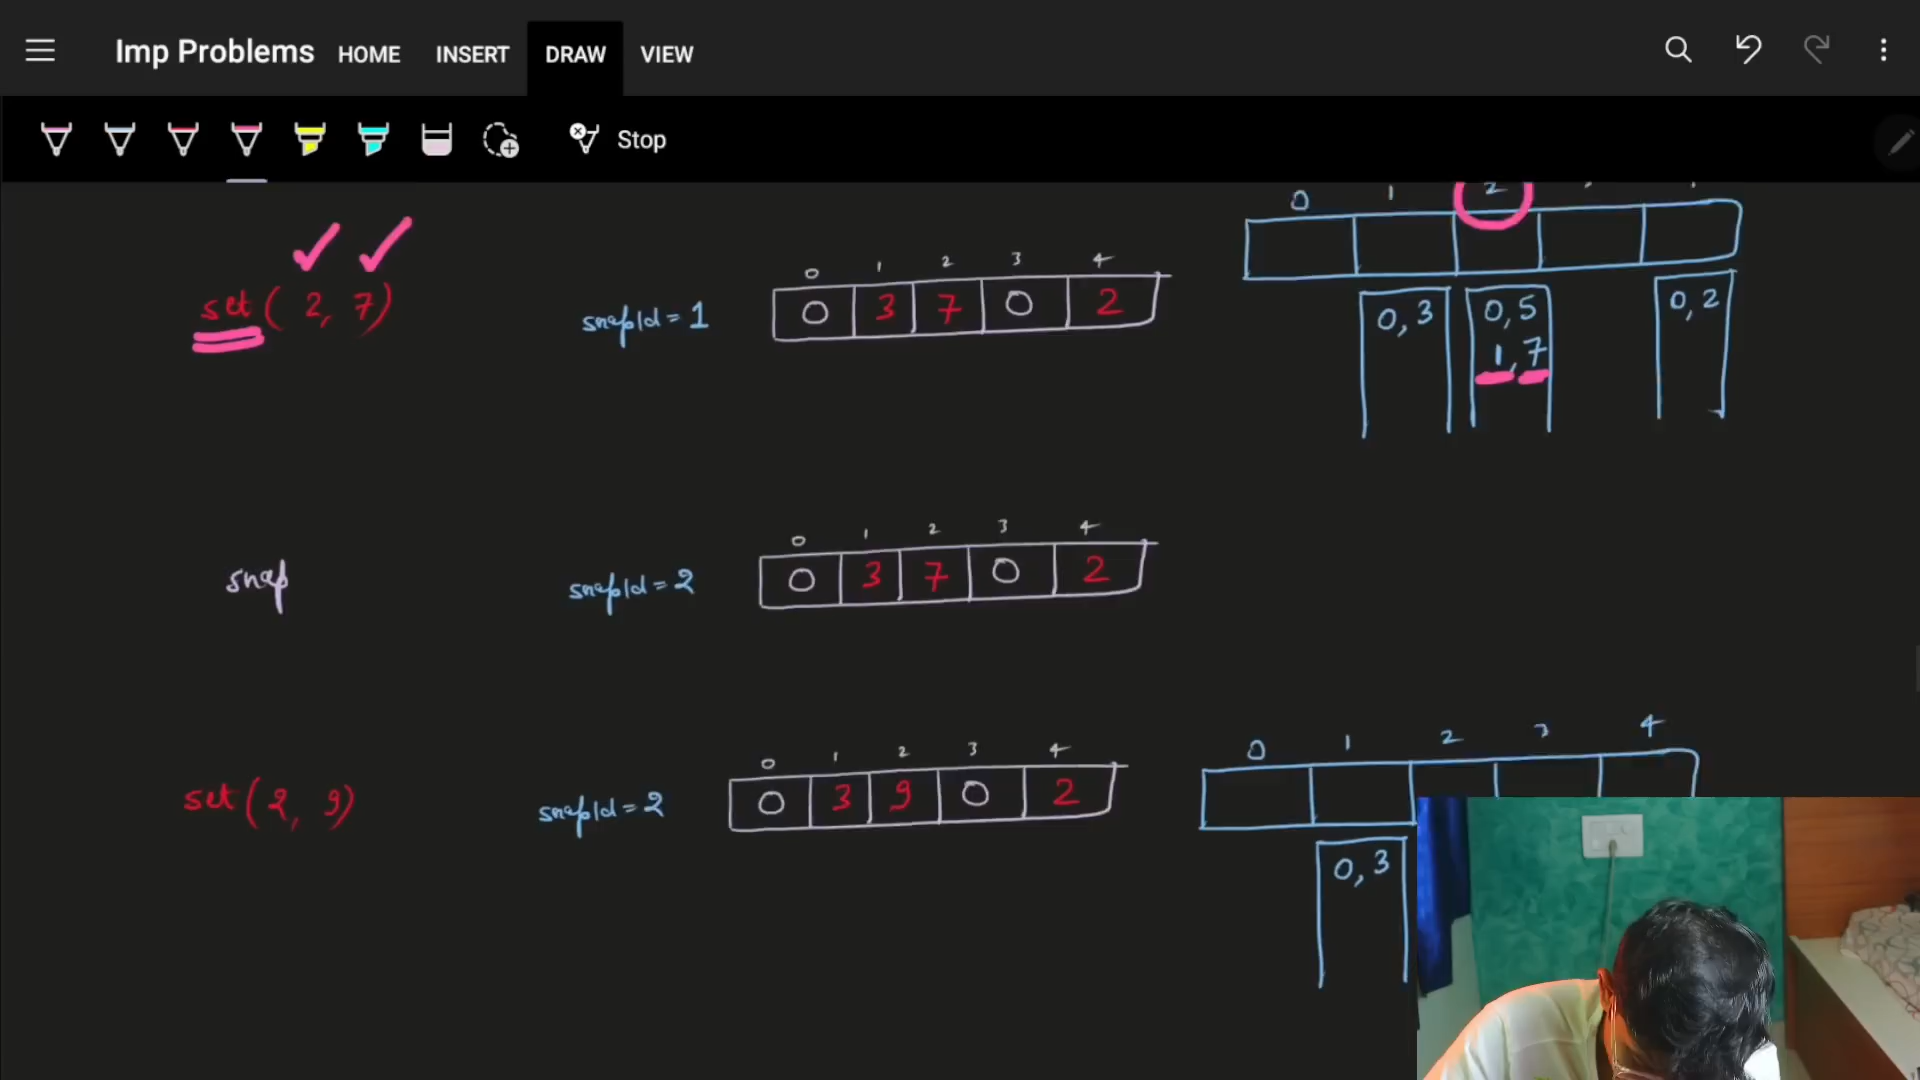 Imp Problems HOME INSERT DRAW VIEW
Stop
0 1 2
set( 2, 7) snapId = 1
0 1 2 3 4
0 3 7 0 2
0,3 0,5 0,2
1,7
snap snapId = 2
0 1 2 3 4
0 3 7 0 2
set(2, 9) snapId = 2
0 1 2 3 4
0 3 9 0 2
0 1 2 3 4
0,3